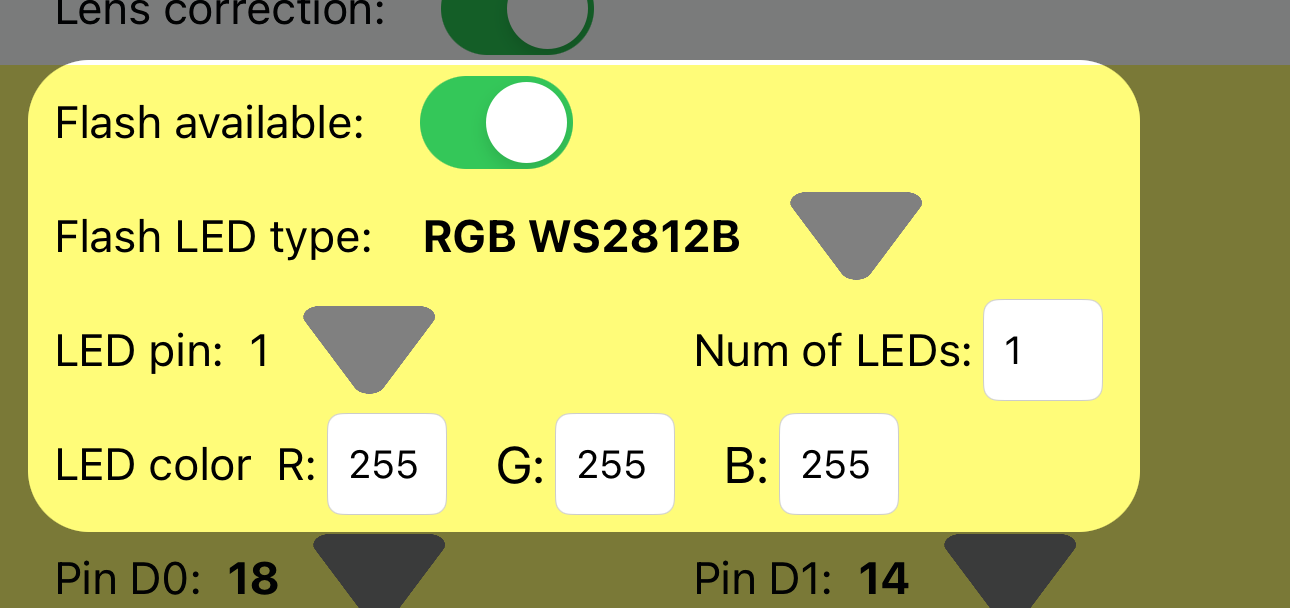 Lens correction:
Flash available:
Flash LED type: RGB WS2812B
LED pin: 1 Num of LEDs: 1
LED color R: 255 G: 255 B: 255
Pin D0: 18 Pin D1: 14